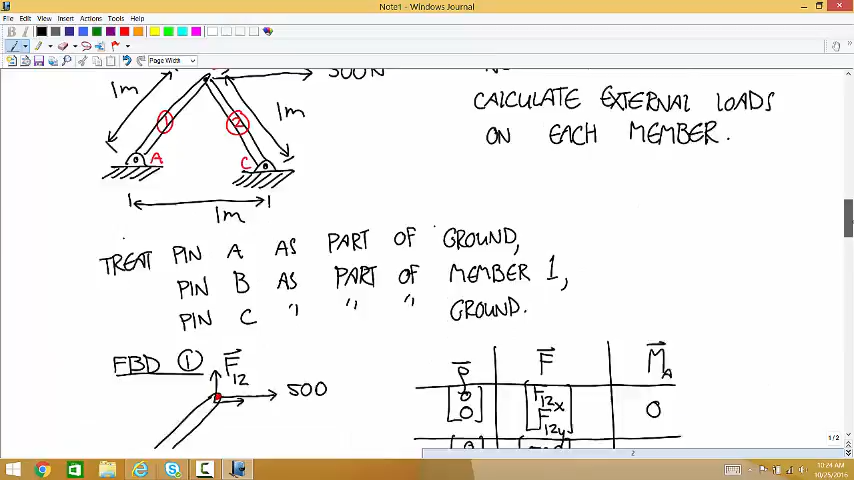 Note1 - Windows Journal
File Edit View Insert Actions Tools Help
B I
Page Width
500N
1m
1m
1
2
CALCULATE EXTERNAL LOADS
ON EACH MEMBER.
A
C
1m
TREAT PIN A AS PART OF GROUND,
PIN B AS PART OF MEMBER 1,
PIN C " " " GROUND.
FBD 1 F12
500
P F MA
0 F12x 0
0 F12y
1/2
2
10:24 AM
10/25/2016